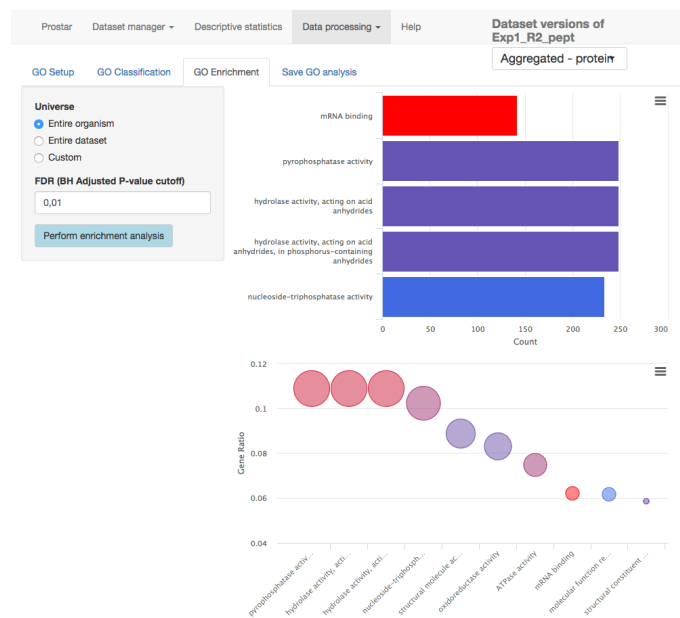 Prostar
Dataset manager
Descriptive statistics
Data processing
Help
Dataset versions of
Exp1_R2_pept
Aggregated - protein
GO Setup
GO Classification
GO Enrichment
Save GO analysis
Universe
Entire organism
Entire dataset
Custom
FDR (BH Adjusted P-value cutoff)
0,01
Perform enrichment analysis
mRNA binding
pyrophosphatase activity
hydrolase activity, acting on acid
anhydrides
hydrolase activity, acting on acid
anhydrides, in phosphorus-containing
anhydrides
nucleoside-triphosphatase activity
0 50 100 150 200 250 300
Count
0.12
0.1
0.08
0.06
0.04
Gene Ratio
pyrophosphatase activ...
hydrolase activity, acti...
hydrolase activity, acti...
nucleoside-triphosph...
structural molecule ac...
oxidoreductase activity
ATPase activity
mRNA binding
molecular function re...
structural constituent ...